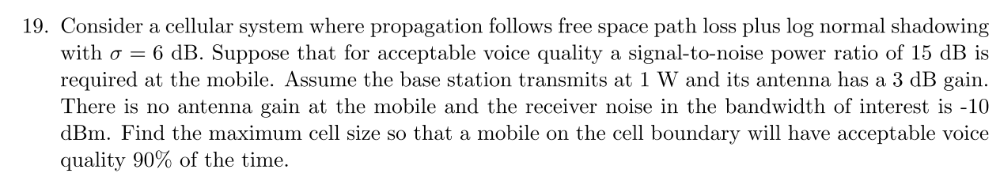 19. Consider a cellular system where propagation follows free space path loss plus log normal shadowing
with σ = 6 dB. Suppose that for acceptable voice quality a signal-to-noise power ratio of 15 dB is
required at the mobile. Assume the base station transmits at 1 W and its antenna has a 3 dB gain.
There is no antenna gain at the mobile and the receiver noise in the bandwidth of interest is -10
dBm. Find the maximum cell size so that a mobile on the cell boundary will have acceptable voice
quality 90% of the time.